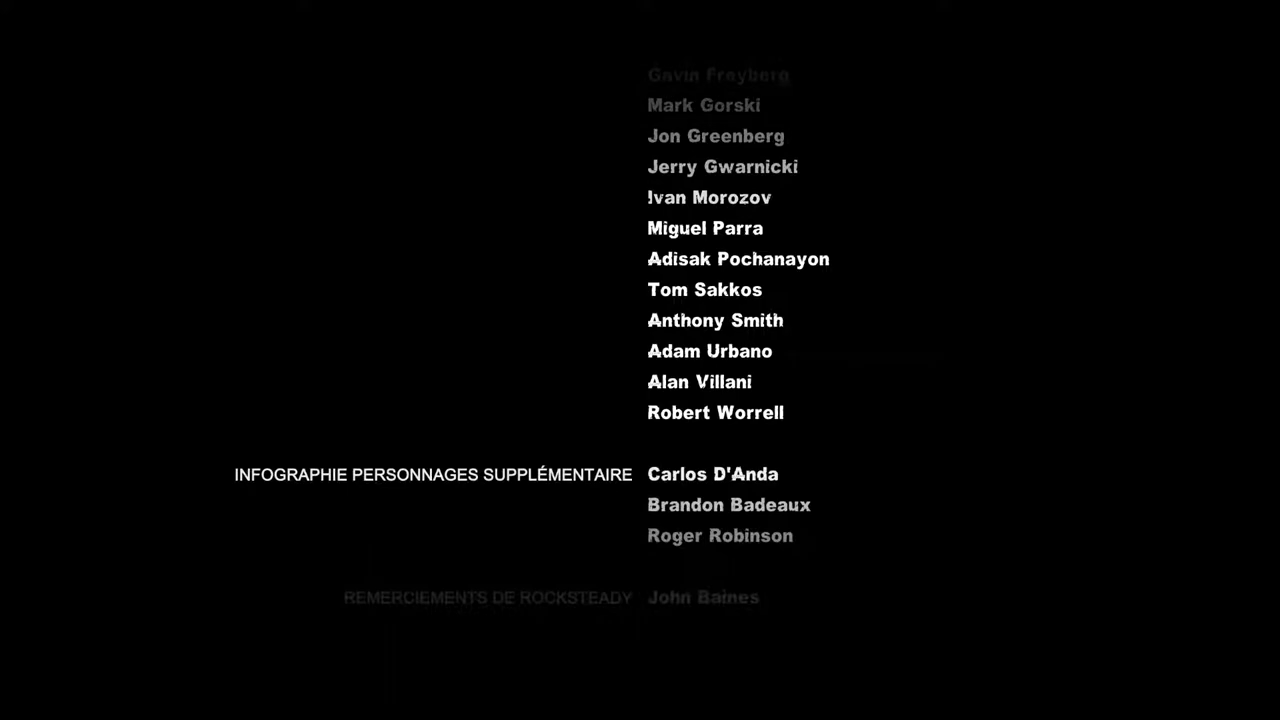 Gavin Freyberg
Mark Gorski
Jon Greenberg
Jerry Gwarnicki
Ivan Morozov
Miguel Parra
Adisak Pochanayon
Tom Sakkos
Anthony Smith
Adam Urbano
Alan Villani
Robert Worrell
INFOGRAPHIE PERSONNAGES SUPPLÉMENTAIRE Carlos D'Anda
Brandon Badeaux
Roger Robinson
REMERCIEMENTS DE ROCKSTEADY John Baines